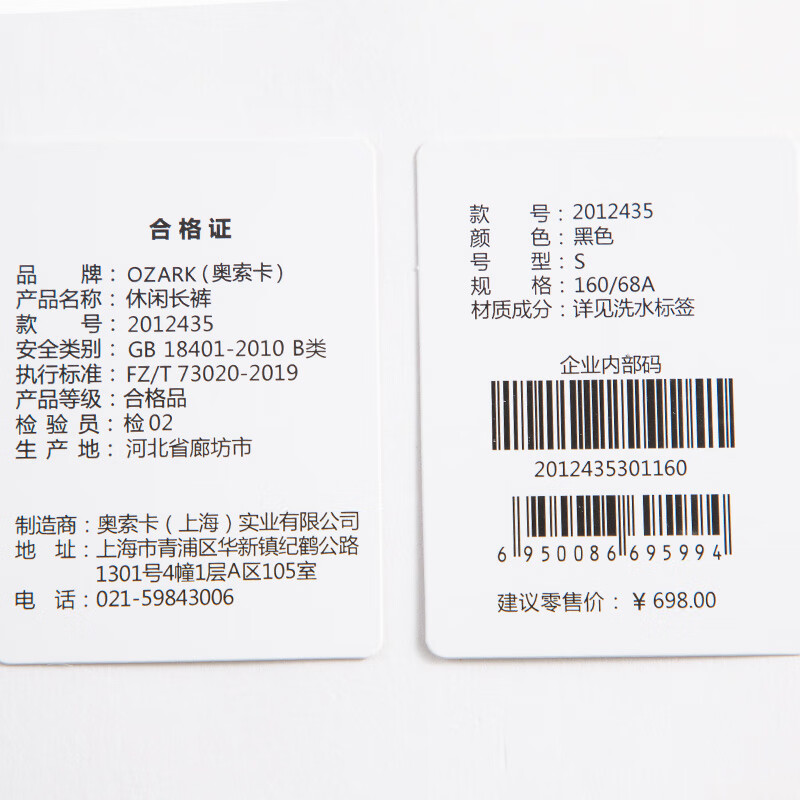 合格证
品 牌：OZARK（奥索卡）
产品名称：休闲长裤
款 号：2012435
安全类别：GB 18401-2010 B类
执行标准：FZ/T 73020-2019
产品等级：合格品
检 验 员：检 02
生 产 地：河北省廊坊市
制造商：奥索卡（上海）实业有限公司
地 址：上海市青浦区华新镇纪鹤公路
1301号4幢1层A区105室
电 话：021-59843006
款 号：2012435
颜 色：黑色
号 型：S
规 格：160/68A
材质成分：详见洗水标签
企业内部码
2012435301160
6 950086 695994
建议零售价：￥698.00